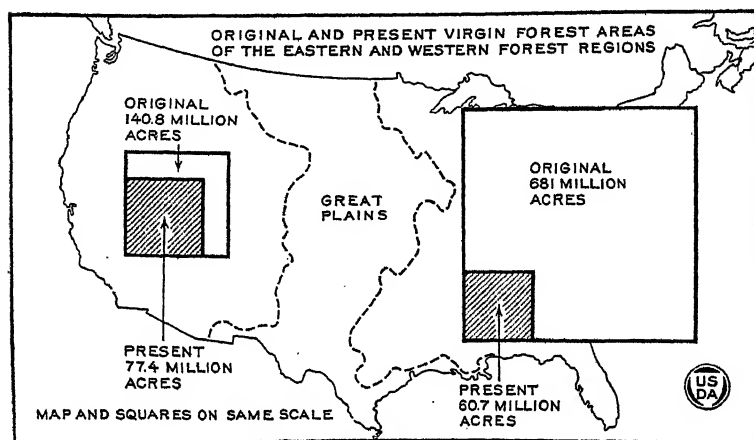 ORIGINAL AND PRESENT VIRGIN FOREST AREAS
OF THE EASTERN AND WESTERN FOREST REGIONS
ORIGINAL
140.8 MILLION
ACRES
GREAT
PLAINS
ORIGINAL
681 MILLION
ACRES
PRESENT
77.4 MILLION
ACRES
PRESENT
60.7 MILLION
ACRES
MAP AND SQUARES ON SAME SCALE
US
DA